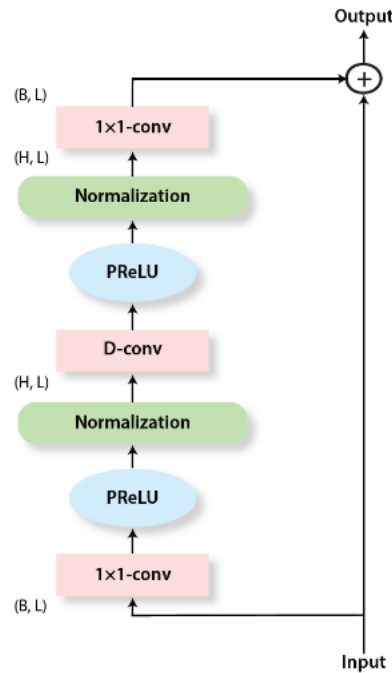 Output
+
(B, L)
1×1-conv
(H, L)
Normalization
PReLU
D-conv
(H, L)
Normalization
PReLU
1×1-conv
(B, L)
Input